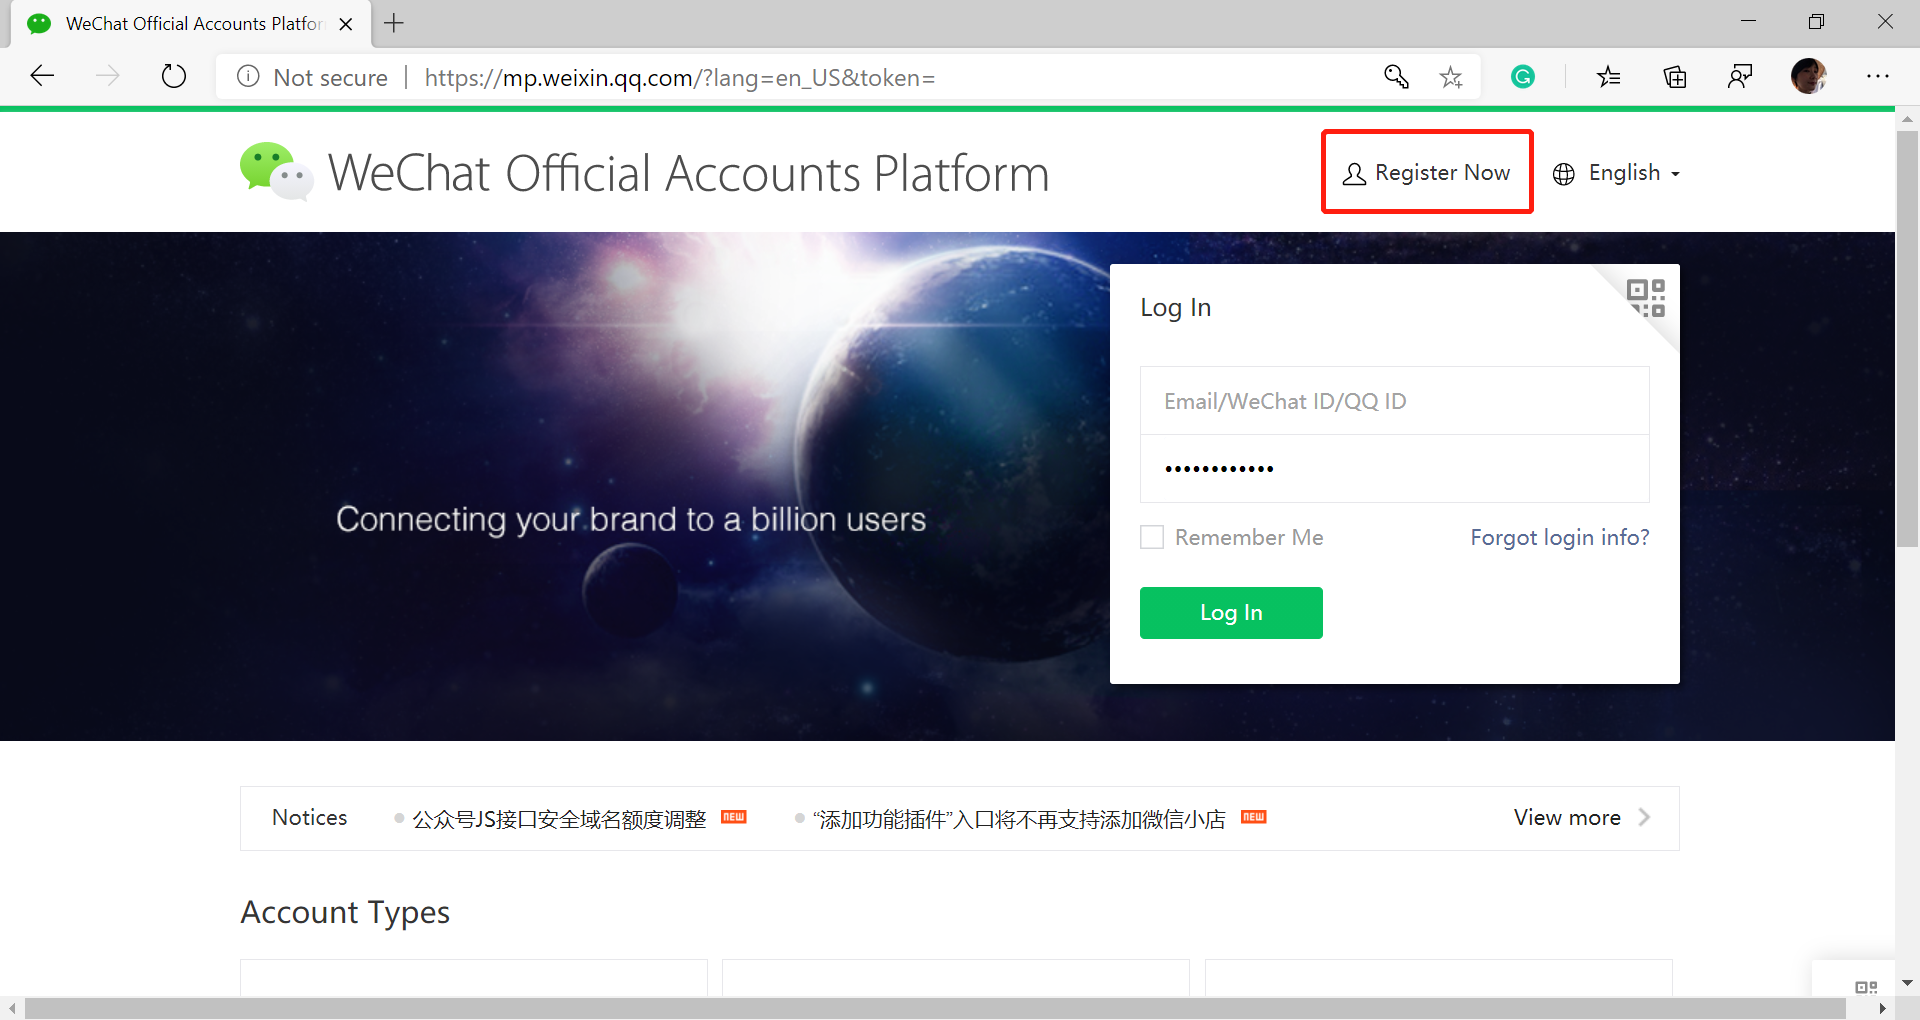 WeChat Official Accounts Platfor
Not secure | https://mp.weixin.qq.com/?lang=en_US&token=
G
WeChat Official Accounts Platform
Register Now
English
Log In
Email/WeChat ID/QQ ID
••••••••••••
Connecting your brand to a billion users
Remember Me
Forgot login info?
Log In
Notices
公众号JS接口安全域名额度调整 NEW
“添加功能插件”入口将不再支持添加微信小店 NEW
View more
Account Types